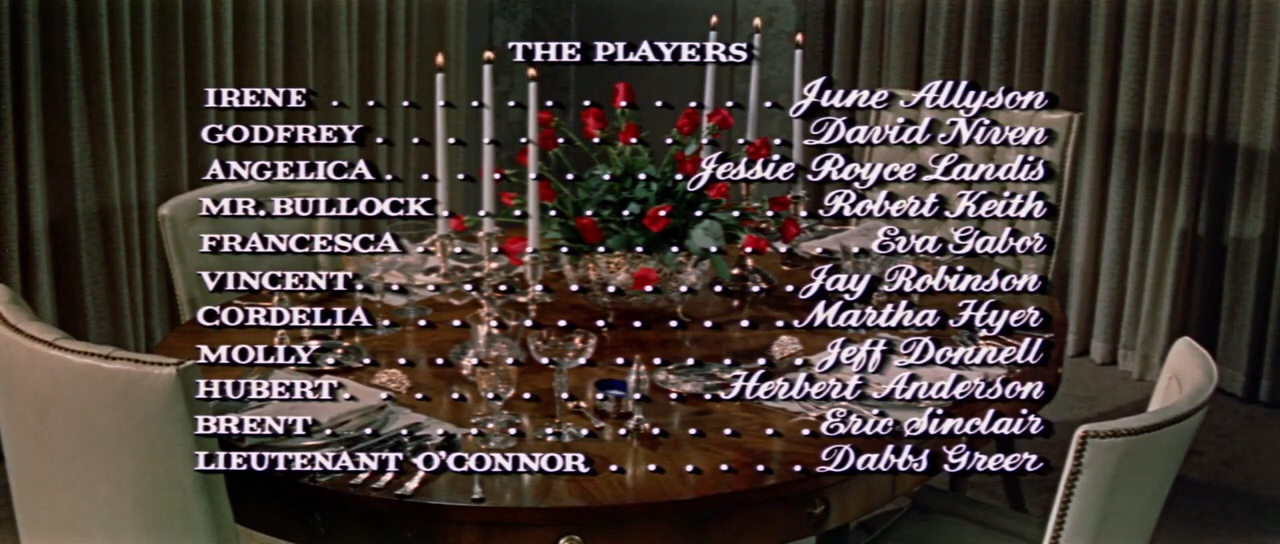 THE PLAYERS
IRENE . . . . . . . . . . . . . June Allyson
GODFREY . . . . . . . . . . . . David Niven
ANGELICA . . . . . . . . . Jessie Royce Landis
MR. BULLOCK . . . . . . . . . . . Robert Keith
FRANCESCA . . . . . . . . . . . . Eva Gabor
VINCENT . . . . . . . . . . . . . Jay Robinson
CORDELIA . . . . . . . . . . . . Martha Hyer
MOLLY . . . . . . . . . . . . . . Jeff Donnell
HUBERT . . . . . . . . . . . Herbert Anderson
BRENT . . . . . . . . . . . . . . Eric Sinclair
LIEUTENANT O'CONNOR . . . . . . Dabbs Greer